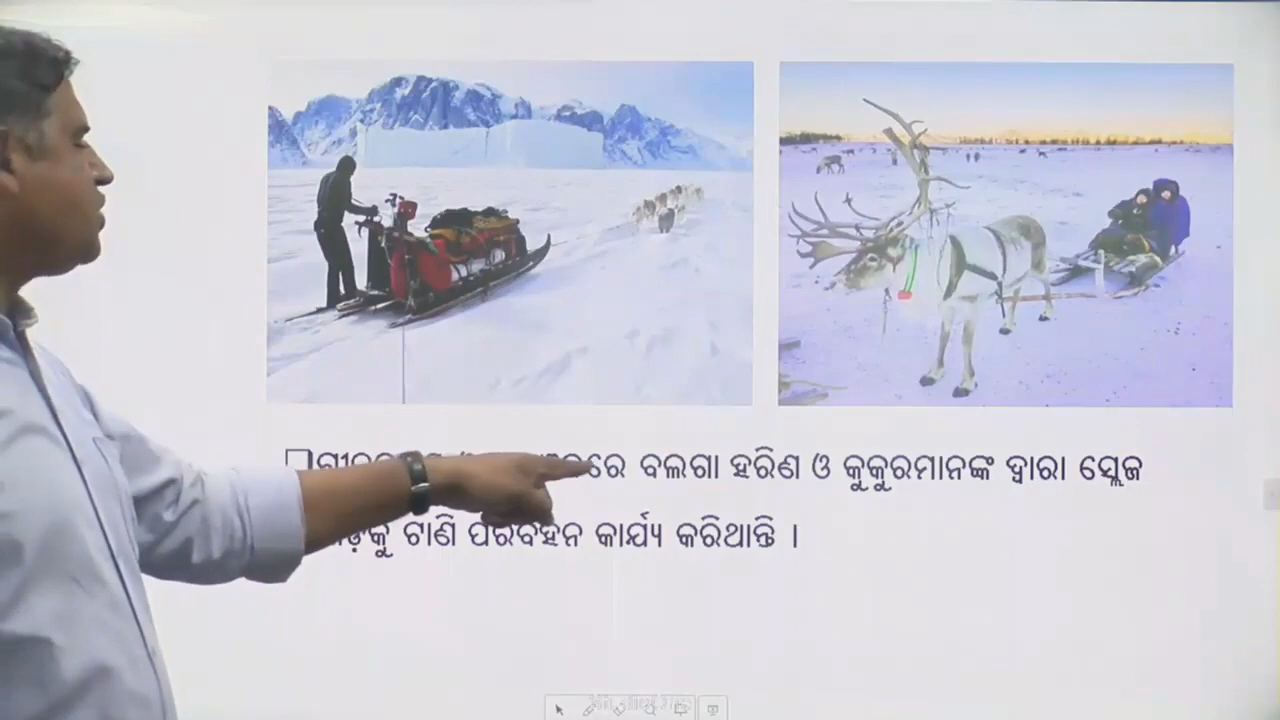 ବଲଗା ହରିଣ ଓ କୁକୁରମାନଙ୍କ ଦ୍ୱାରା ସ୍ଲେଜ
ଟାଣି ପରିବହନ କାର୍ଯ୍ୟ କରିଥାନ୍ତି ।